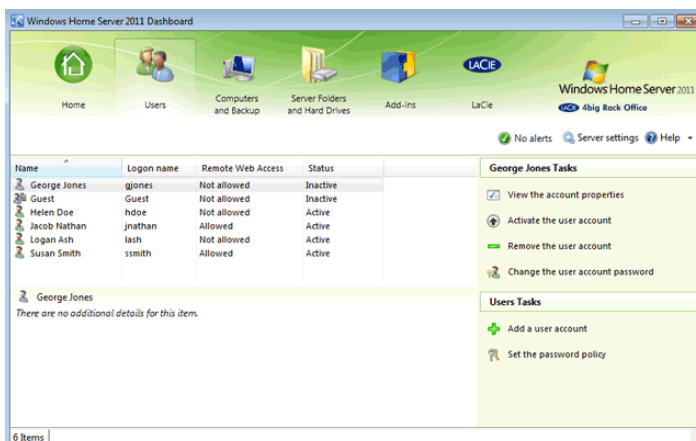 Windows Home Server 2011 Dashboard
Home
Users
Computers and Backup
Server Folders and Hard Drives
Add-ins
LACIE
LaCie
Windows Home Server 2011
LACIE 4big Rock Office
No alerts Server settings Help
Name Logon name Remote Web Access Status
George Jones gjones Not allowed Inactive
Guest Guest Not allowed Inactive
Helen Doe hdoe Not allowed Active
Jacob Nathan jnathan Allowed Active
Logan Ash lash Not allowed Active
Susan Smith ssmith Allowed Active
George Jones
There are no additional details for this item.
George Jones Tasks
View the account properties
Activate the user account
Remove the user account
Change the user account password
Users Tasks
Add a user account
Set the password policy
6 Items